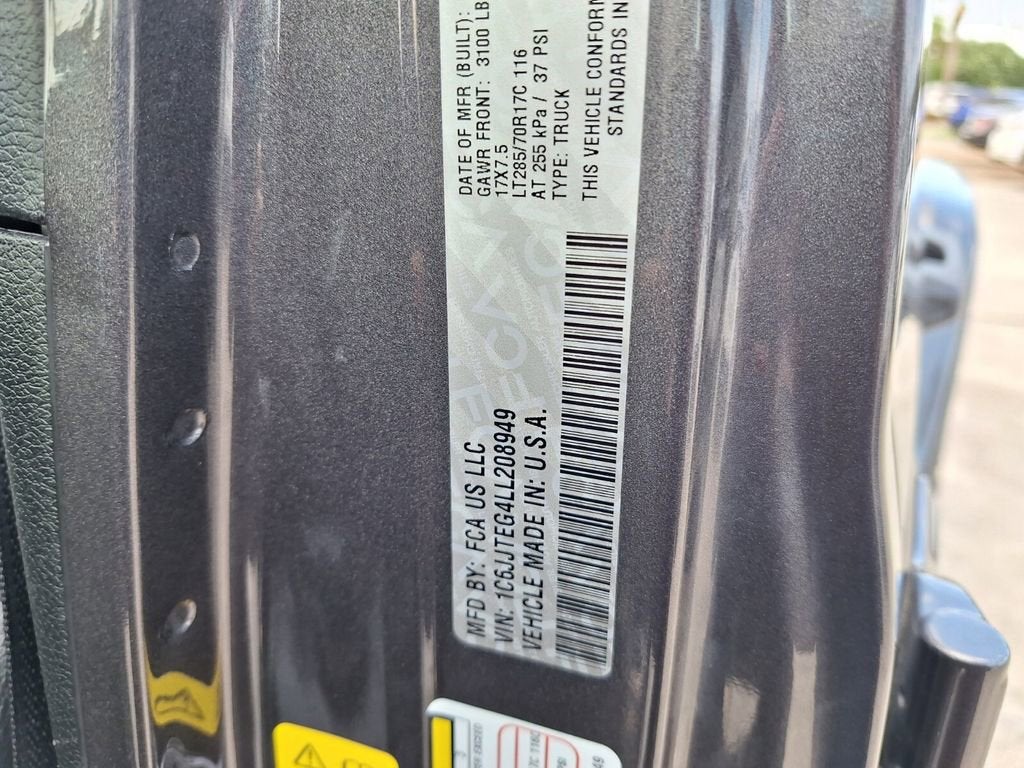 MFD BY: FCA US LLC
VIN: 1C6JJTEG4LL208949
VEHICLE MADE IN: U.S.A.
DATE OF MFR (BUILT):
GAWR FRONT: 3100 LB
17X7.5
LT285/70R17C 116
AT 255 kPa / 37 PSI
TYPE: TRUCK
THIS VEHICLE CONFORM
STANDARDS IN